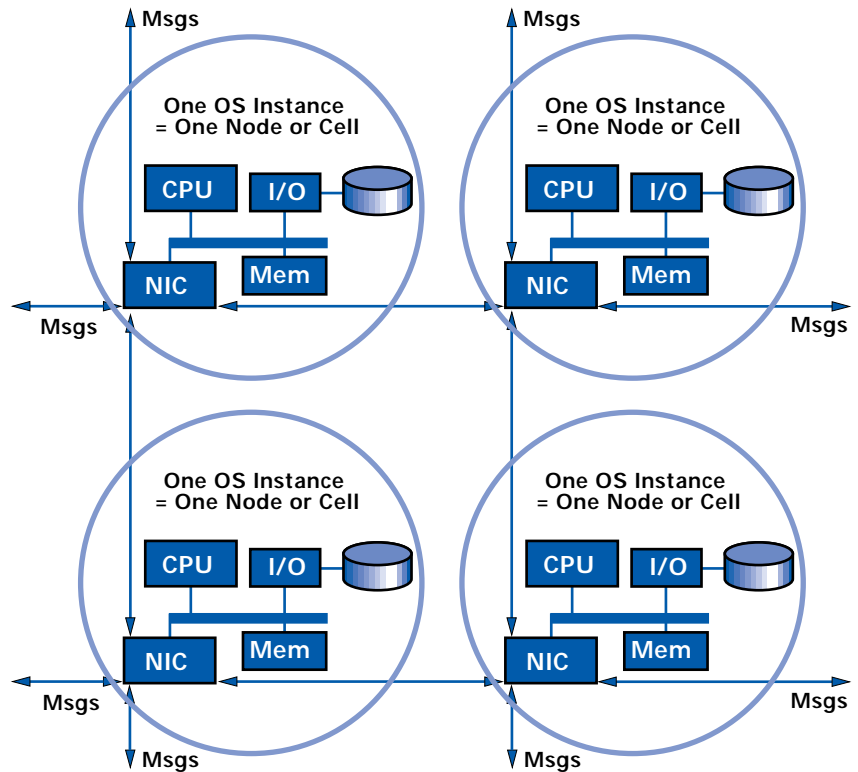 Msgs
Msgs
One OS Instance
= One Node or Cell
One OS Instance
= One Node or Cell
CPU
I/O
CPU
I/O
NIC
Mem
NIC
Mem
Msgs
Msgs
One OS Instance
= One Node or Cell
One OS Instance
= One Node or Cell
CPU
I/O
CPU
I/O
NIC
Mem
NIC
Mem
Msgs
Msgs
Msgs
Msgs